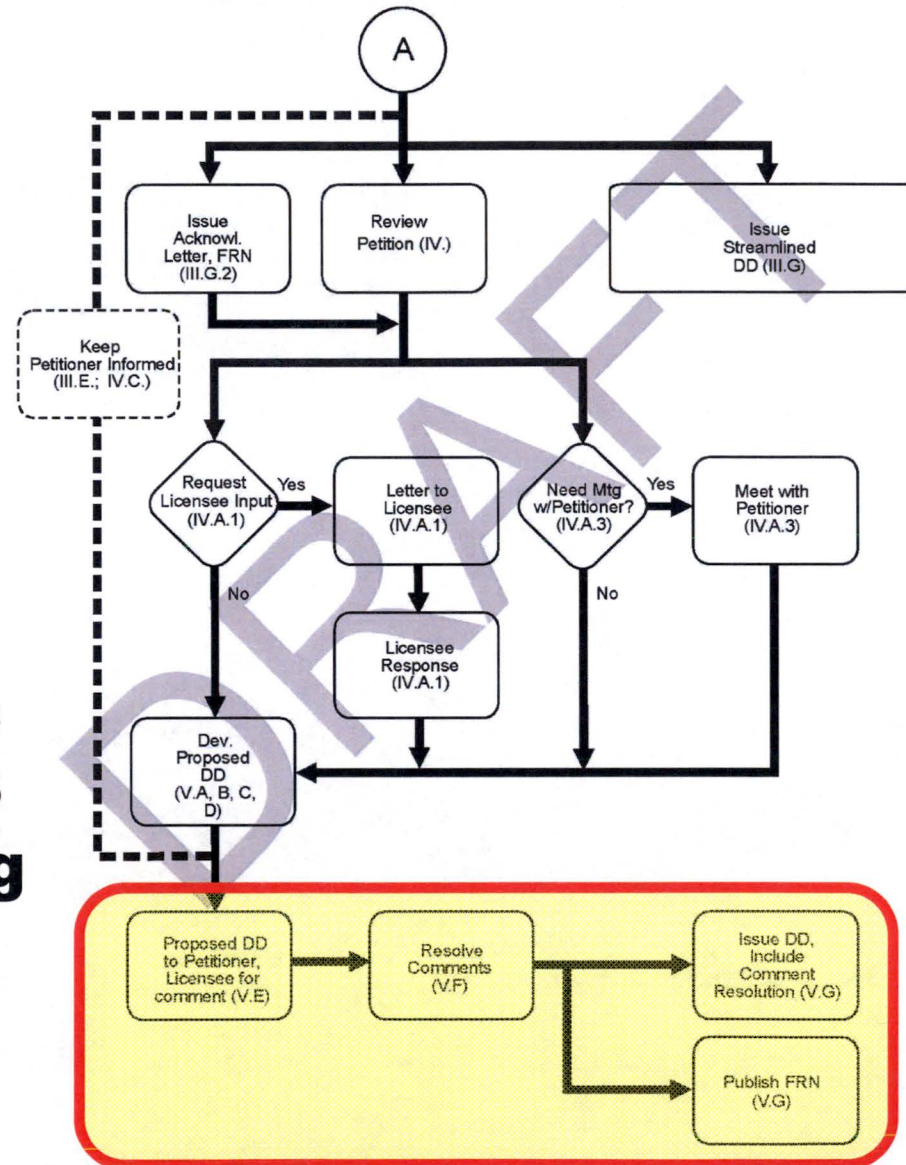 A
Issue
Acknowl.
Letter, FRN
(III.G.2)
Review
Petition (IV.)
Issue
Streamlined
DD (III.G)
Keep
Petitioner Informed
(III.E.; IV.C.)
Request
Licensee Input
(IV.A.1)
Yes
No
Letter to
Licensee
(IV.A.1)
Need Mtg
w/Petitioner?
(IV.A.3)
Yes
No
Meet with
Petitioner
(IV.A.3)
Licensee
Response
(IV.A.1)
Dev.
Proposed
DD
(V.A, B, C,
D)
g
Proposed DD
to Petitioner,
Licensee for
comment (V.E)
Resolve
Comments
(V.F)
Issue DD,
Include
Comment
Resolution (V.G)
Publish FRN
(V.G)
DRAFT